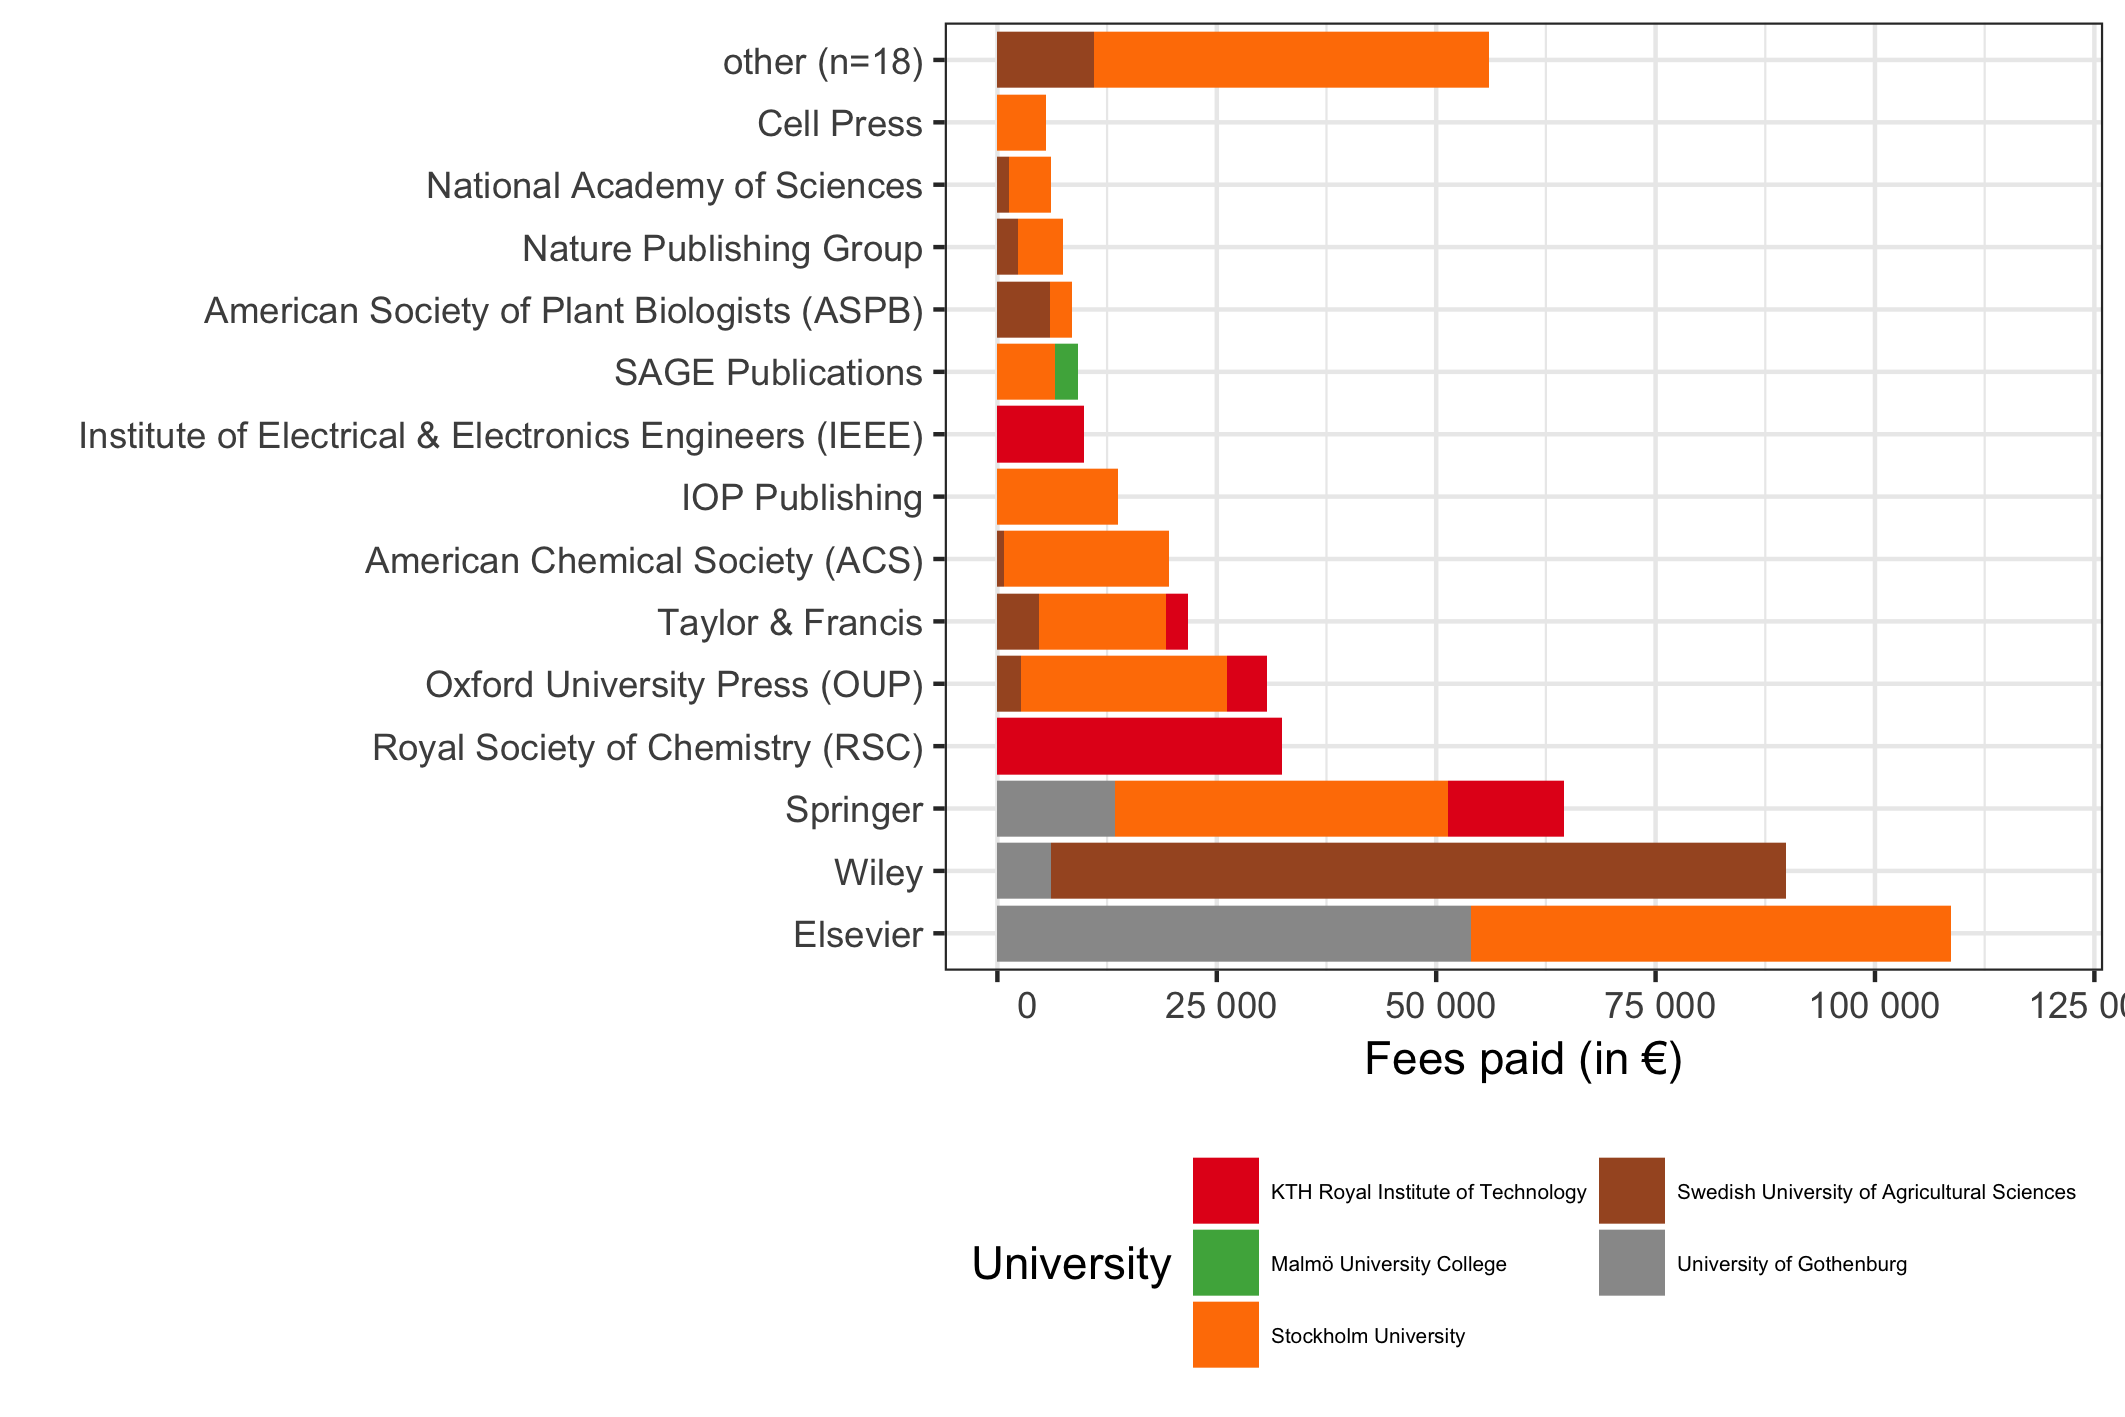 other (n=18)
Cell Press
National Academy of Sciences
Nature Publishing Group
American Society of Plant Biologists (ASPB)
SAGE Publications
Institute of Electrical & Electronics Engineers (IEEE)
IOP Publishing
American Chemical Society (ACS)
Taylor & Francis
Oxford University Press (OUP)
Royal Society of Chemistry (RSC)
Springer
Wiley
Elsevier
0 25 000 50 000 75 000 100 000 125
Fees paid (in €)
University
KTH Royal Institute of Technology
Malmö University College
Stockholm University
Swedish University of Agricultural Sciences
University of Gothenburg